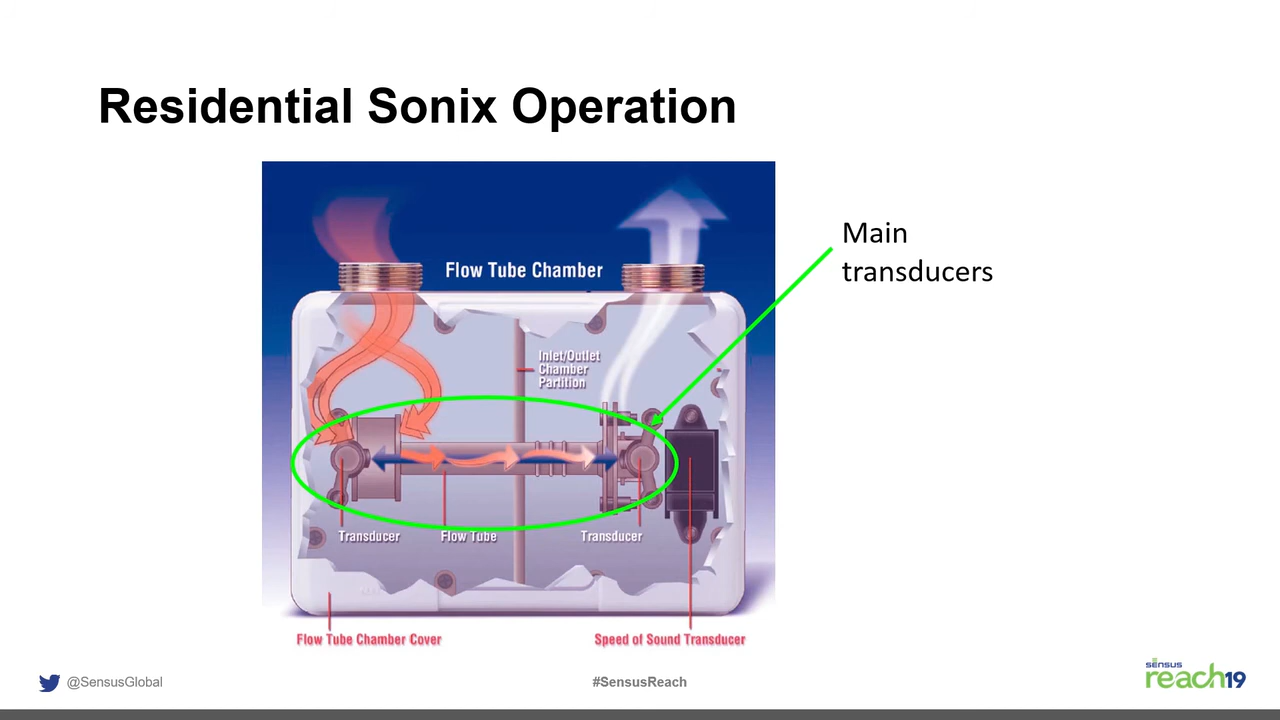 Residential Sonix Operation
Main
transducers
Flow Tube Chamber
Inlet/Outlet
Chamber
Partition
Transducer
Flow Tube
Transducer
Flow Tube Chamber Cover
Speed of Sound Transducer
@SensusGlobal
#SensusReach
sensus
reach19